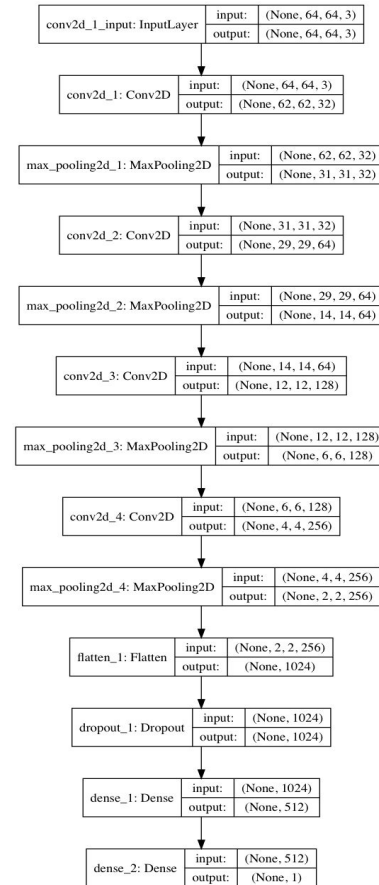 conv2d_1_input: InputLayer input: (None, 64, 64, 3)
output: (None, 64, 64, 3)
conv2d_1: Conv2D input: (None, 64, 64, 3)
output: (None, 62, 62, 32)
max_pooling2d_1: MaxPooling2D input: (None, 62, 62, 32)
output: (None, 31, 31, 32)
conv2d_2: Conv2D input: (None, 31, 31, 32)
output: (None, 29, 29, 64)
max_pooling2d_2: MaxPooling2D input: (None, 29, 29, 64)
output: (None, 14, 14, 64)
conv2d_3: Conv2D input: (None, 14, 14, 64)
output: (None, 12, 12, 128)
max_pooling2d_3: MaxPooling2D input: (None, 12, 12, 128)
output: (None, 6, 6, 128)
conv2d_4: Conv2D input: (None, 6, 6, 128)
output: (None, 4, 4, 256)
max_pooling2d_4: MaxPooling2D input: (None, 4, 4, 256)
output: (None, 2, 2, 256)
flatten_1: Flatten input: (None, 2, 2, 256)
output: (None, 1024)
dropout_1: Dropout input: (None, 1024)
output: (None, 1024)
dense_1: Dense input: (None, 1024)
output: (None, 512)
dense_2: Dense input: (None, 512)
output: (None, 1)